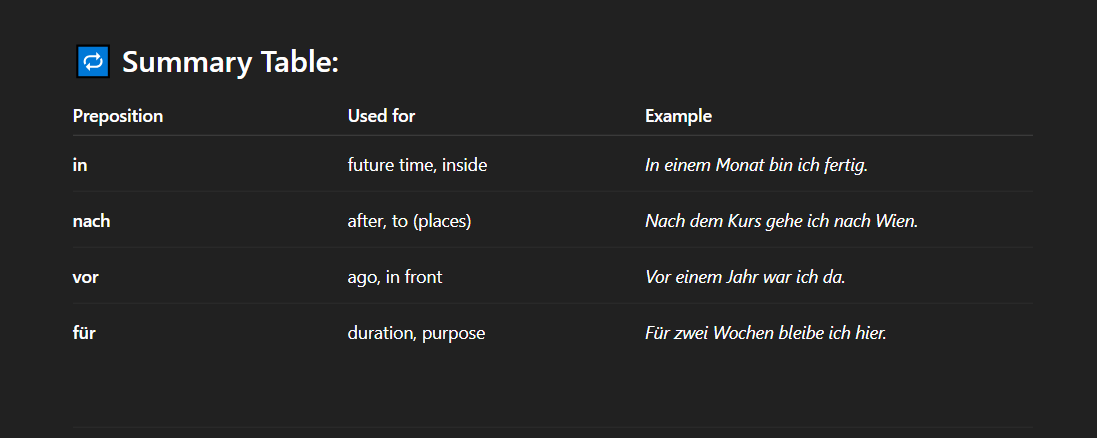 Summary Table:
Preposition Used for Example
in future time, inside In einem Monat bin ich fertig.
nach after, to (places) Nach dem Kurs gehe ich nach Wien.
vor ago, in front Vor einem Jahr war ich da.
für duration, purpose Für zwei Wochen bleibe ich hier.